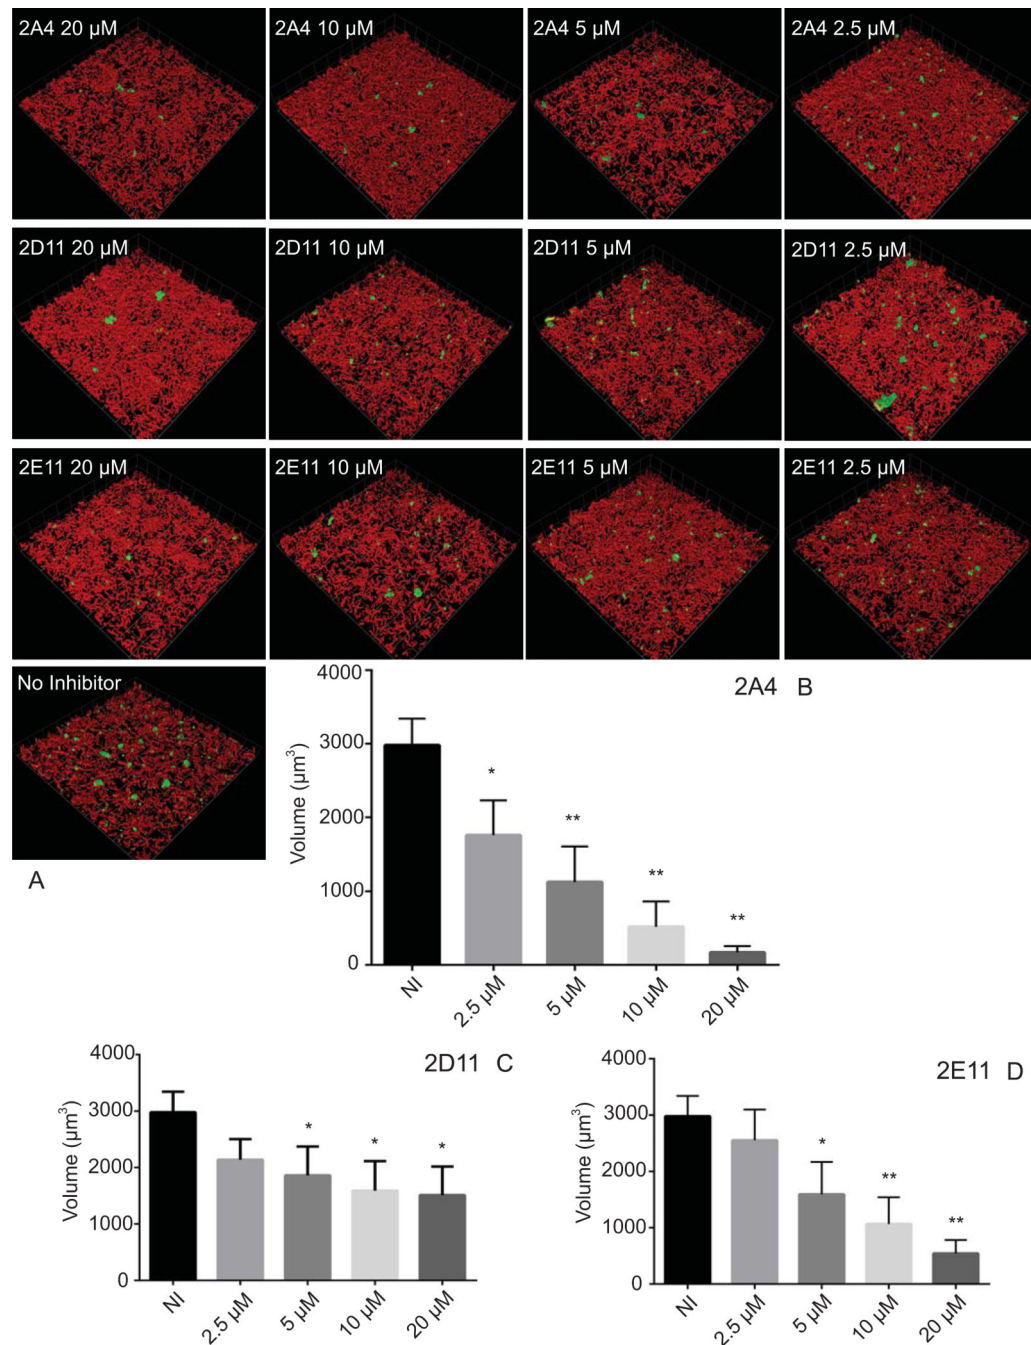 2A4 20 µM
2A4 10 µM
2A4 5 µM
2A4 2.5 µM
2D11 20 µM
2D11 10 µM
2D11 5 µM
2D11 2.5 µM
2E11 20 µM
2E11 10 µM
2E11 5 µM
2E11 2.5 µM
No Inhibitor
A
2A4 B
Volume (µm³)
4000
3000
2000
1000
0
*
**
**
**
NI
2.5 µM
5 µM
10 µM
20 µM
2D11 C
Volume (µm³)
4000
3000
2000
1000
0
*
*
*
NI
2.5 µM
5 µM
10 µM
20 µM
2E11 D
Volume (µm³)
4000
3000
2000
1000
0
*
**
**
NI
2.5 µM
5 µM
10 µM
20 µM